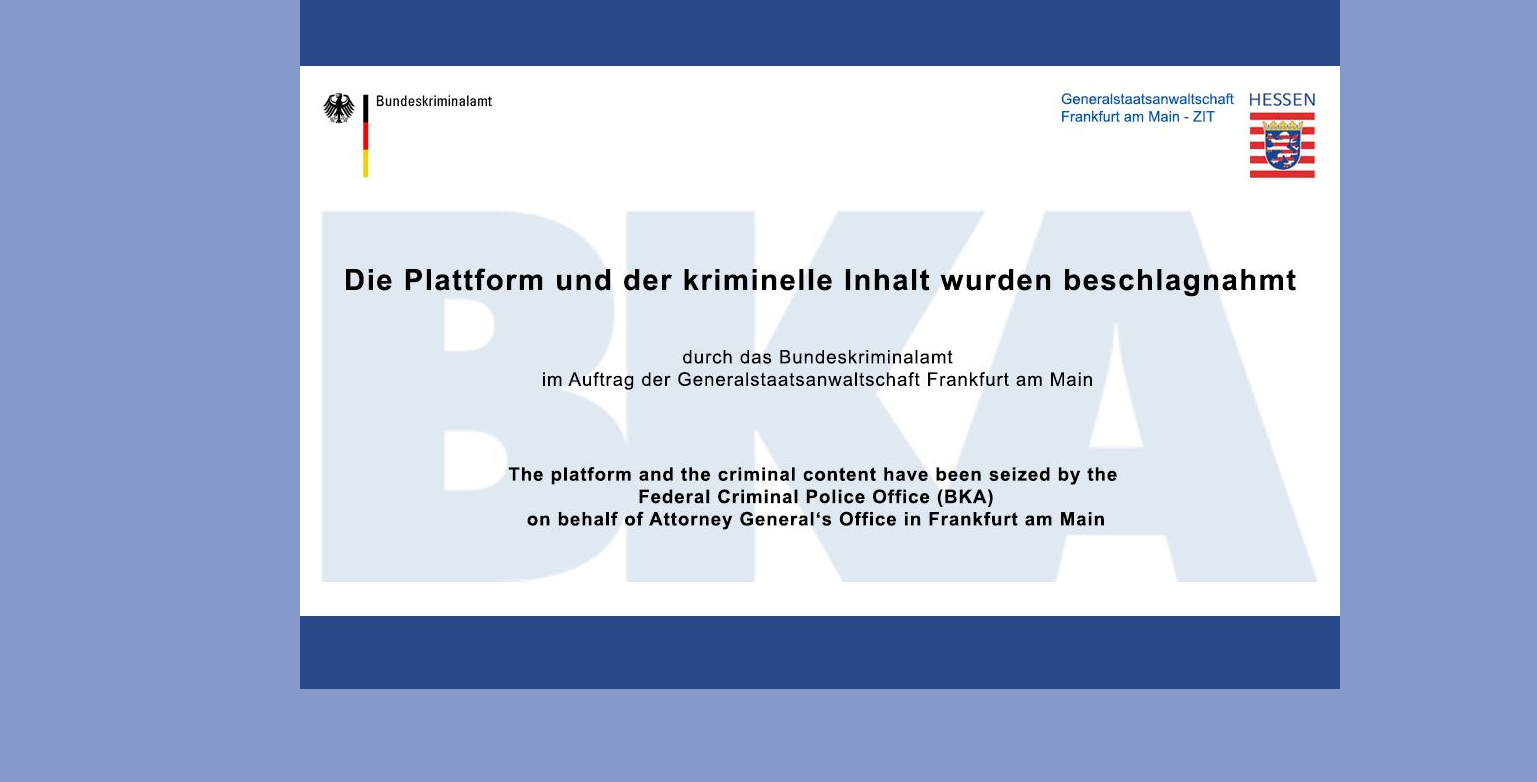 Bundeskriminalamt
Generalstaatsanwaltschaft
Frankfurt am Main - ZIT
HESSEN
BKA
Die Plattform und der kriminelle Inhalt wurden beschlagnahmt
durch das Bundeskriminalamt
im Auftrag der Generalstaatsanwaltschaft Frankfurt am Main
The platform and the criminal content have been seized by the
Federal Criminal Police Office (BKA)
on behalf of Attorney General‘s Office in Frankfurt am Main